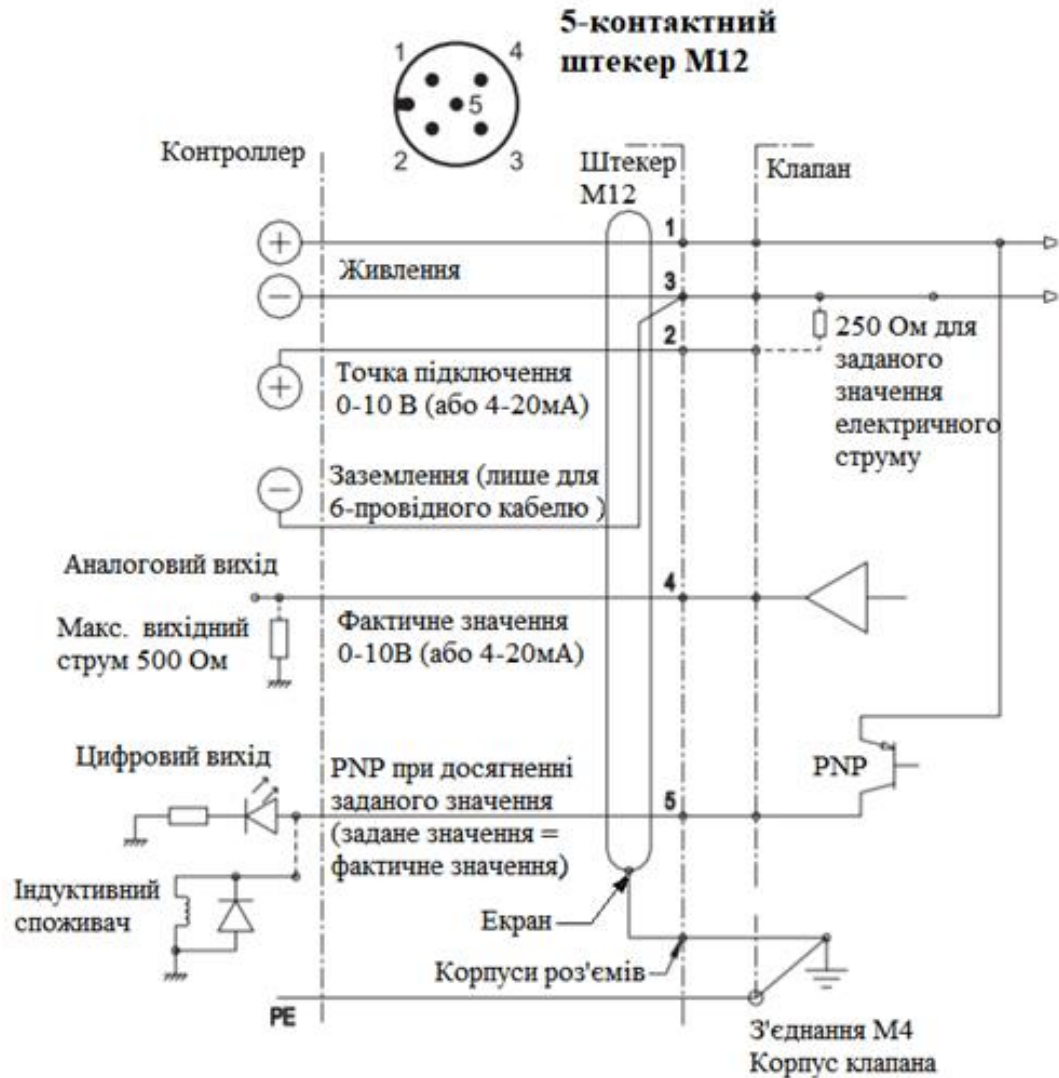 5-контактний
штекер M12
1
4
5
2
3
Контроллер
Штекер
M12
Клапан
1
Живлення
3
2
250 Ом для
заданого
значення
електричного
струму
Точка підключення
0-10 В (або 4-20мА)
Заземлення (лише для
6-провідного кабелю )
Аналоговий вихід
4
Макс. вихідний
струм 500 Ом
Фактичне значення
0-10В (або 4-20мА)
Цифровий вихід
PNP при досягненні
заданого значення
(задане значення =
фактичне значення)
5
PNP
Індуктивний
споживач
Екран
Корпуси роз'ємів
PE
З'єднання М4
Корпус клапана